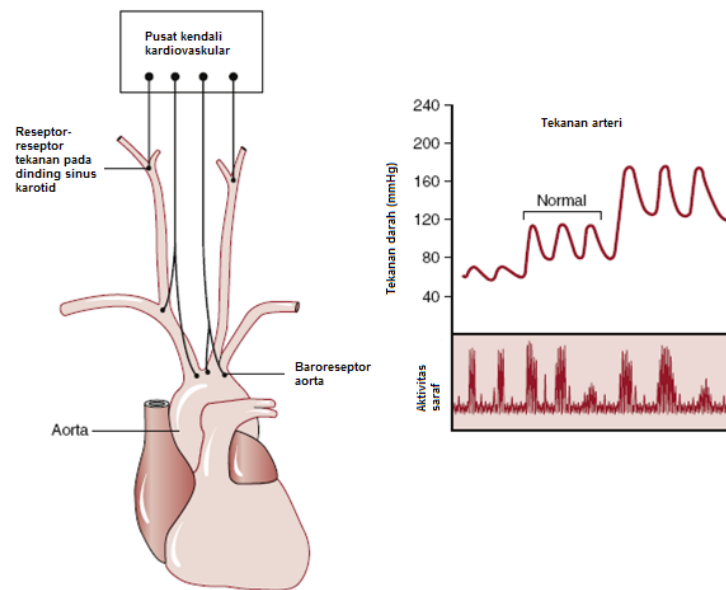 Pusat kendali
kardiovaskular
Reseptor-
reseptor
tekanan pada
dinding sinus
karotid
Baroreseptor
aorta
Aorta
Tekanan arteri
Normal
Tekanan darah (mmHg)
240
200
160
120
80
40
Aktivitas
saraf